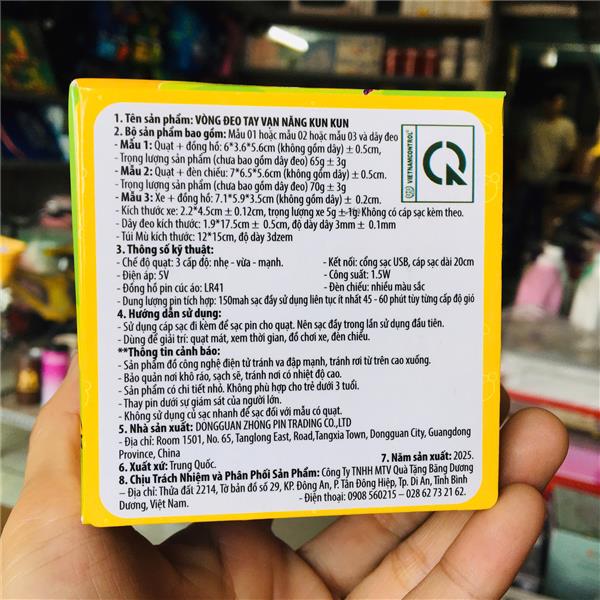 1. Tên sản phẩm: VÒNG ĐEO TAY VẠN NĂNG KUN KUN
2. Bộ sản phẩm bao gồm: Mẫu 01 hoặc mẫu 02 hoặc mẫu 03 và dây đeo
- Mẫu 1: Quạt + đồng hồ: 6*3.6*5.6cm (không gồm dây) ± 0.5cm,
- Trọng lượng sản phẩm (chưa bao gồm dây đeo) 65g ± 3g
- Mẫu 2: Quạt + đèn chiếu: 7*6.5*5.6cm (không gồm dây) ± 0.5cm.
- Trọng lượng sản phẩm (chưa bao gồm dây đeo) 70g ± 3g
- Mẫu 3: Xe + đồng hồ: 7.1*5.9*3.5cm (không gồm dây) ± 0.2cm.
- Kích thước xe: 2.2*4.5cm ± 0.12cm, trọng lượng xe 5g ± 1g. Không có cáp sạc kèm theo.
- Dây đeo kích thước: 1.9*17.5cm ± 0.5cm, độ dày dây 3mm ± 0.1mm
- Túi Mù kích thước: 12*15cm, độ dày 3dzem
VIETNAMCONTROL
3. Thông số kỹ thuật:
- Chế độ quạt: 3 cấp độ: nhẹ - vừa - mạnh.
- Kết nối: cổng sạc USB, cáp sạc dài 20cm
- Điện áp: 5V
- Công suất: 1.5W
- Đồng hồ pin cúc áo: LR41
- Đèn chiếu: nhiều màu sắc
- Dung lượng pin tích hợp: 150mah sạc đầy sử dụng liên tục ít nhất 45 - 60 phút tùy từng cấp độ gió
4. Hướng dẫn sử dụng:
- Sử dụng cáp sạc đi kèm để sạc pin cho quạt. Nên sạc đầy trong lần sử dụng đầu tiên.
- Dùng để giải trí: quạt mát, xem thời gian, đồ chơi xe, đèn chiếu.
**Thông tin cảnh báo:
- Sản phẩm đồ công nghệ điện tử tránh va đập mạnh, tránh rơi từ trên cao xuống.
- Bảo quản nơi khô ráo, sạch sẽ, tránh nơi có nhiệt độ cao.
- Sản phẩm có chi tiết nhỏ. Không phù hợp cho trẻ dưới 3 tuổi.
- Thay pin dưới sự giám sát của người lớn.
- Không sử dụng củ sạc nhanh để sạc đối với mẫu có quạt.
5. Nhà sản xuất: DONGGUAN ZHONG PIN TRADING CO.,LTD
- Địa chỉ: Room 1501, No. 65, Tanglong East, Road,Tangxia Town, Dongguan City, Guangdong
Province, China
6. Xuất xứ: Trung Quốc.
7. Năm sản xuất: 2025.
8. Chịu Trách Nhiệm và Phân Phối Sản Phẩm: Công Ty TNHH MTV Quà Tặng Băng Dương
– Địa chỉ: Thửa đất 2214, Tờ bản đồ số 29, KP. Đông An, P. Tân Đông Hiệp, Tp. Dĩ An, Tỉnh Bình
Dương, Việt Nam.
- Điện thoại: 0908 560215 – 028 62 73 21 62.